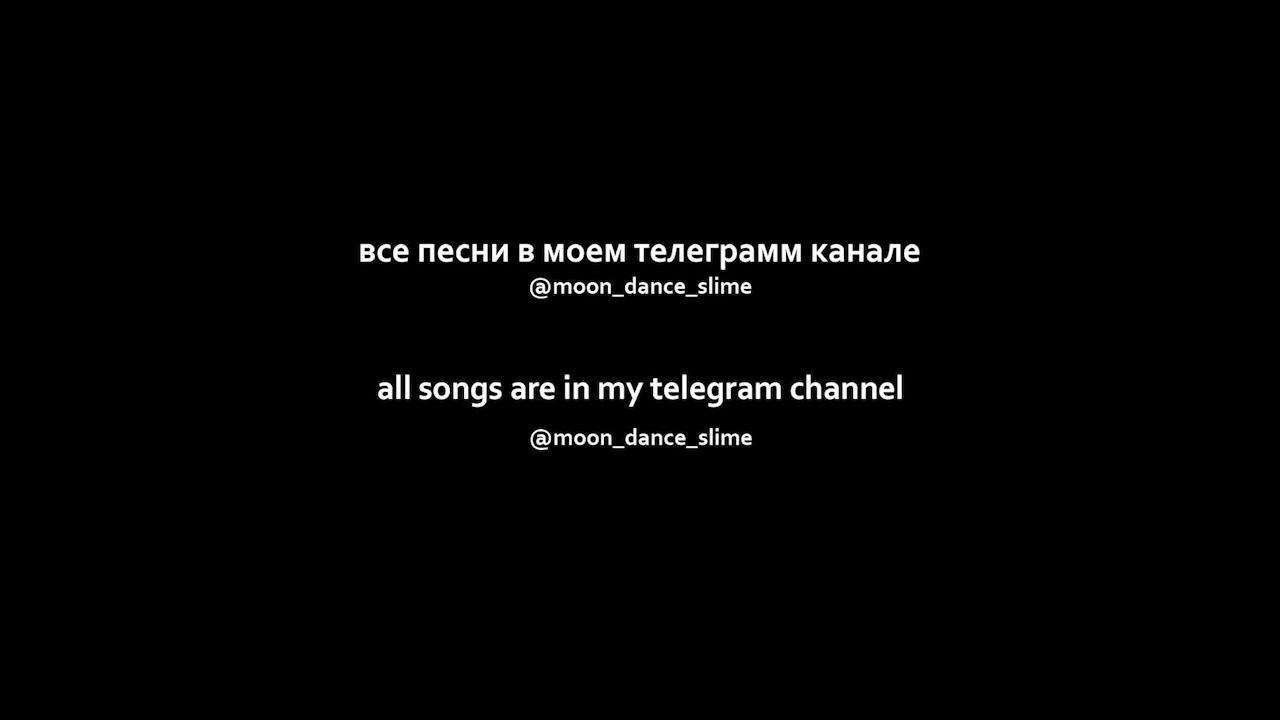 все песни в моем телеграмм канале
@moon_dance_slime
all songs are in my telegram channel
@moon_dance_slime